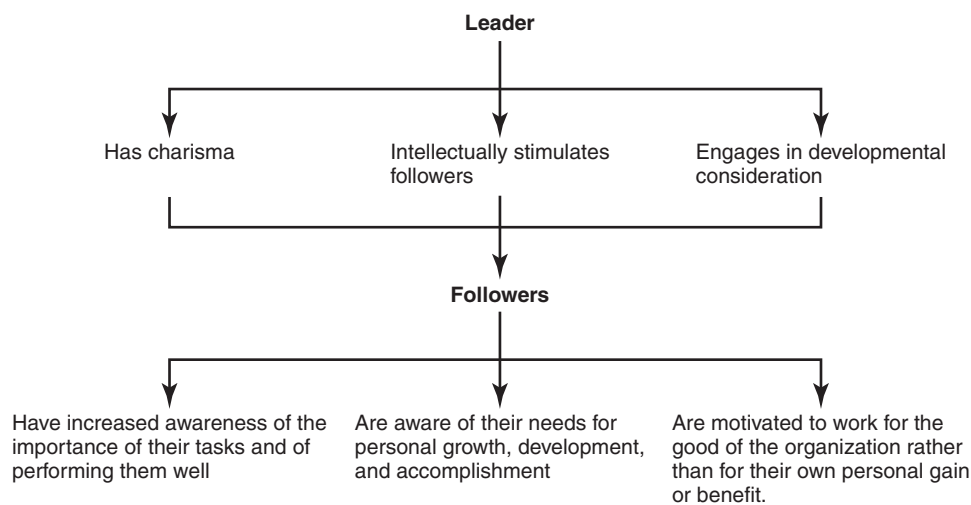 Leader
Has charisma
Intellectually stimulates
followers
Engages in developmental
consideration
Followers
Have increased awareness of the
importance of their tasks and of
performing them well
Are aware of their needs for
personal growth, development,
and accomplishment
Are motivated to work for the
good of the organization rather
than for their own personal gain
or benefit.